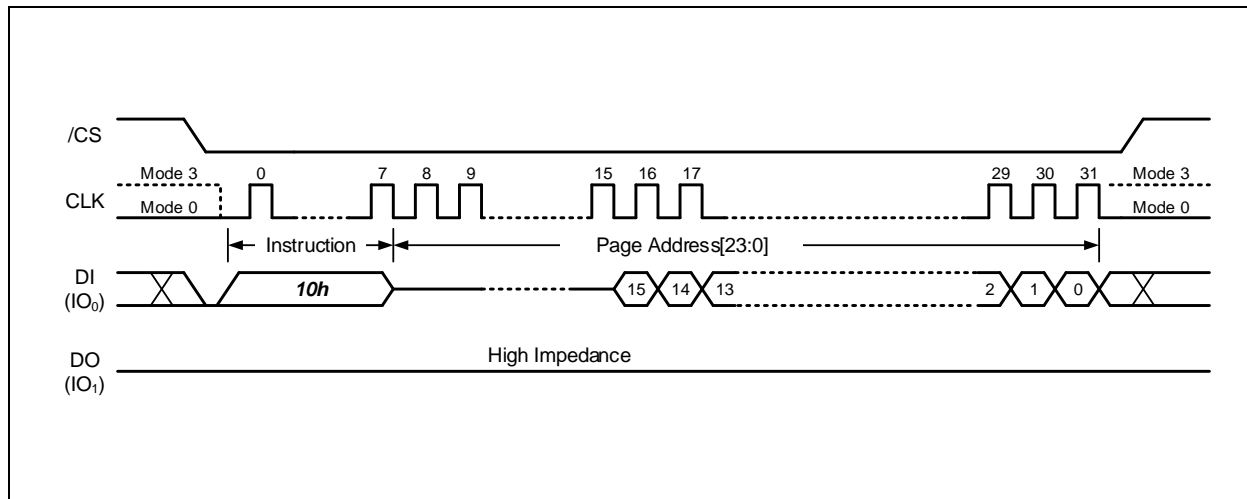 /CS
Mode 3 0 7 8 9 15 16 17 29 30 31 Mode 3
CLK
Mode 0 Mode 0
Instruction Page Address[23:0]
DI
(IO₀)
10h 15 14 13 2 1 0
DO
(IO₁)
High Impedance